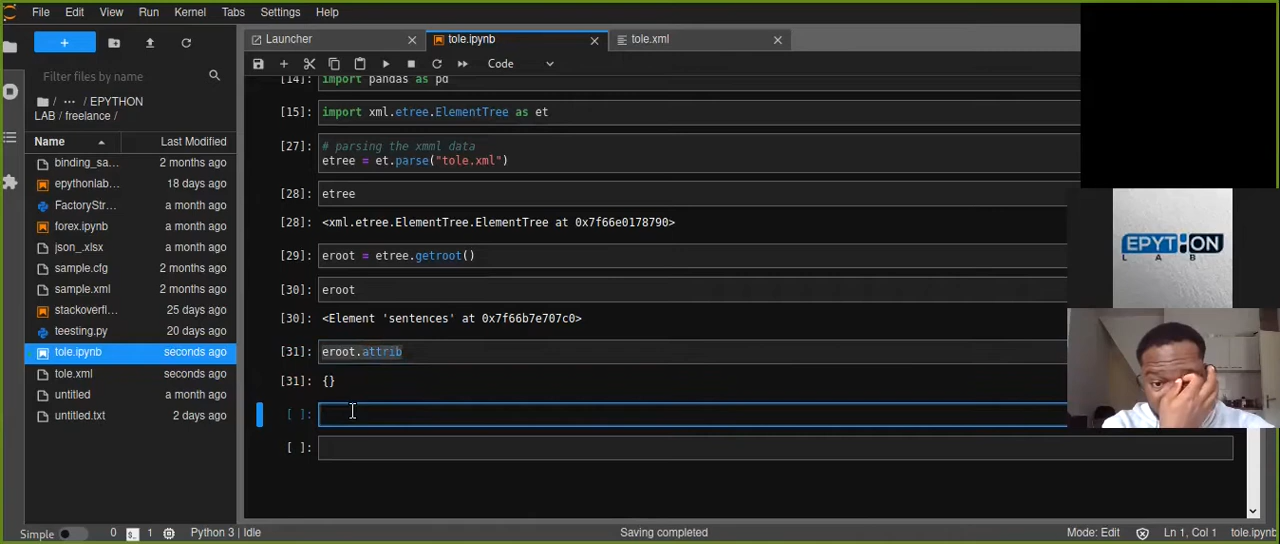 File Edit View Run Kernel Tabs Settings Help
Launcher
tole.ipynb
tole.xml
Filter files by name
Code
/ ··· / EPYTHON
LAB / freelance /
Name Last Modified
binding_sa... 2 months ago
epythonlab... 18 days ago
FactoryStr... a month ago
forex.ipynb a month ago
json_.xlsx a month ago
sample.cfg 2 months ago
sample.xml 2 months ago
stackoverfl... 25 days ago
teesting.py 20 days ago
tole.ipynb seconds ago
tole.xml seconds ago
untitled a month ago
untitled.txt 2 days ago
[14]: import pandas as pd
[15]: import xml.etree.ElementTree as et
[27]: # parsing the xmml data
etree = et.parse("tole.xml")
[28]: etree
[28]: <xml.etree.ElementTree.ElementTree at 0x7f66e0178790>
[29]: eroot = etree.getroot()
[30]: eroot
[30]: <Element 'sentences' at 0x7f66b7e707c0>
[31]: eroot.attrib
[31]: {}
[ ]:
[ ]:
EPYTHON
LAB
Simple 0 1 Python 3 | Idle Saving completed Mode: Edit Ln 1, Col 1 tole.ipynb